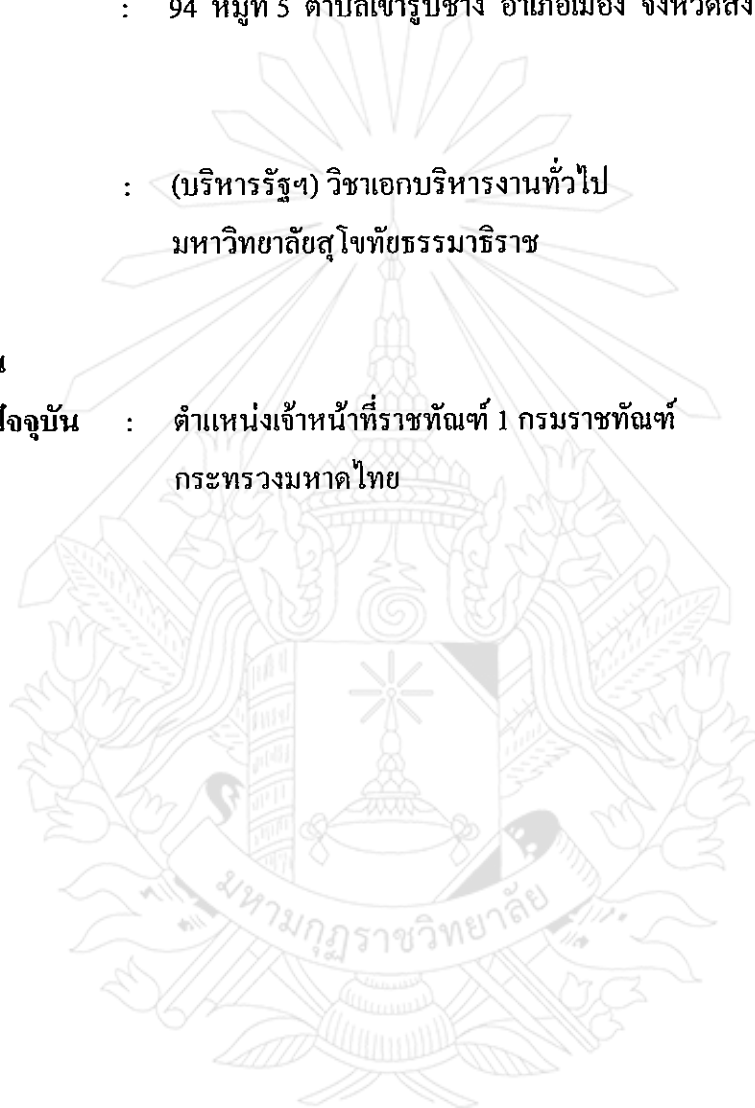 : 94 หมู่ที่ 5 ตำบลเขารูปช้าง อำเภอเมือง
: (บริหารรัฐฯ) วิชาเอกบริหารงานทั่วไป
มหาวิทยาลัยสุโขทัยธรรมาธิราช
ปัจจุบัน : ตำแหน่งเจ้าหน้าที่ราชทัณฑ์ 1 กรมราชทัณฑ์
กระทรวงมหาดไทย
มหามกุฏราชวิทยาลัย